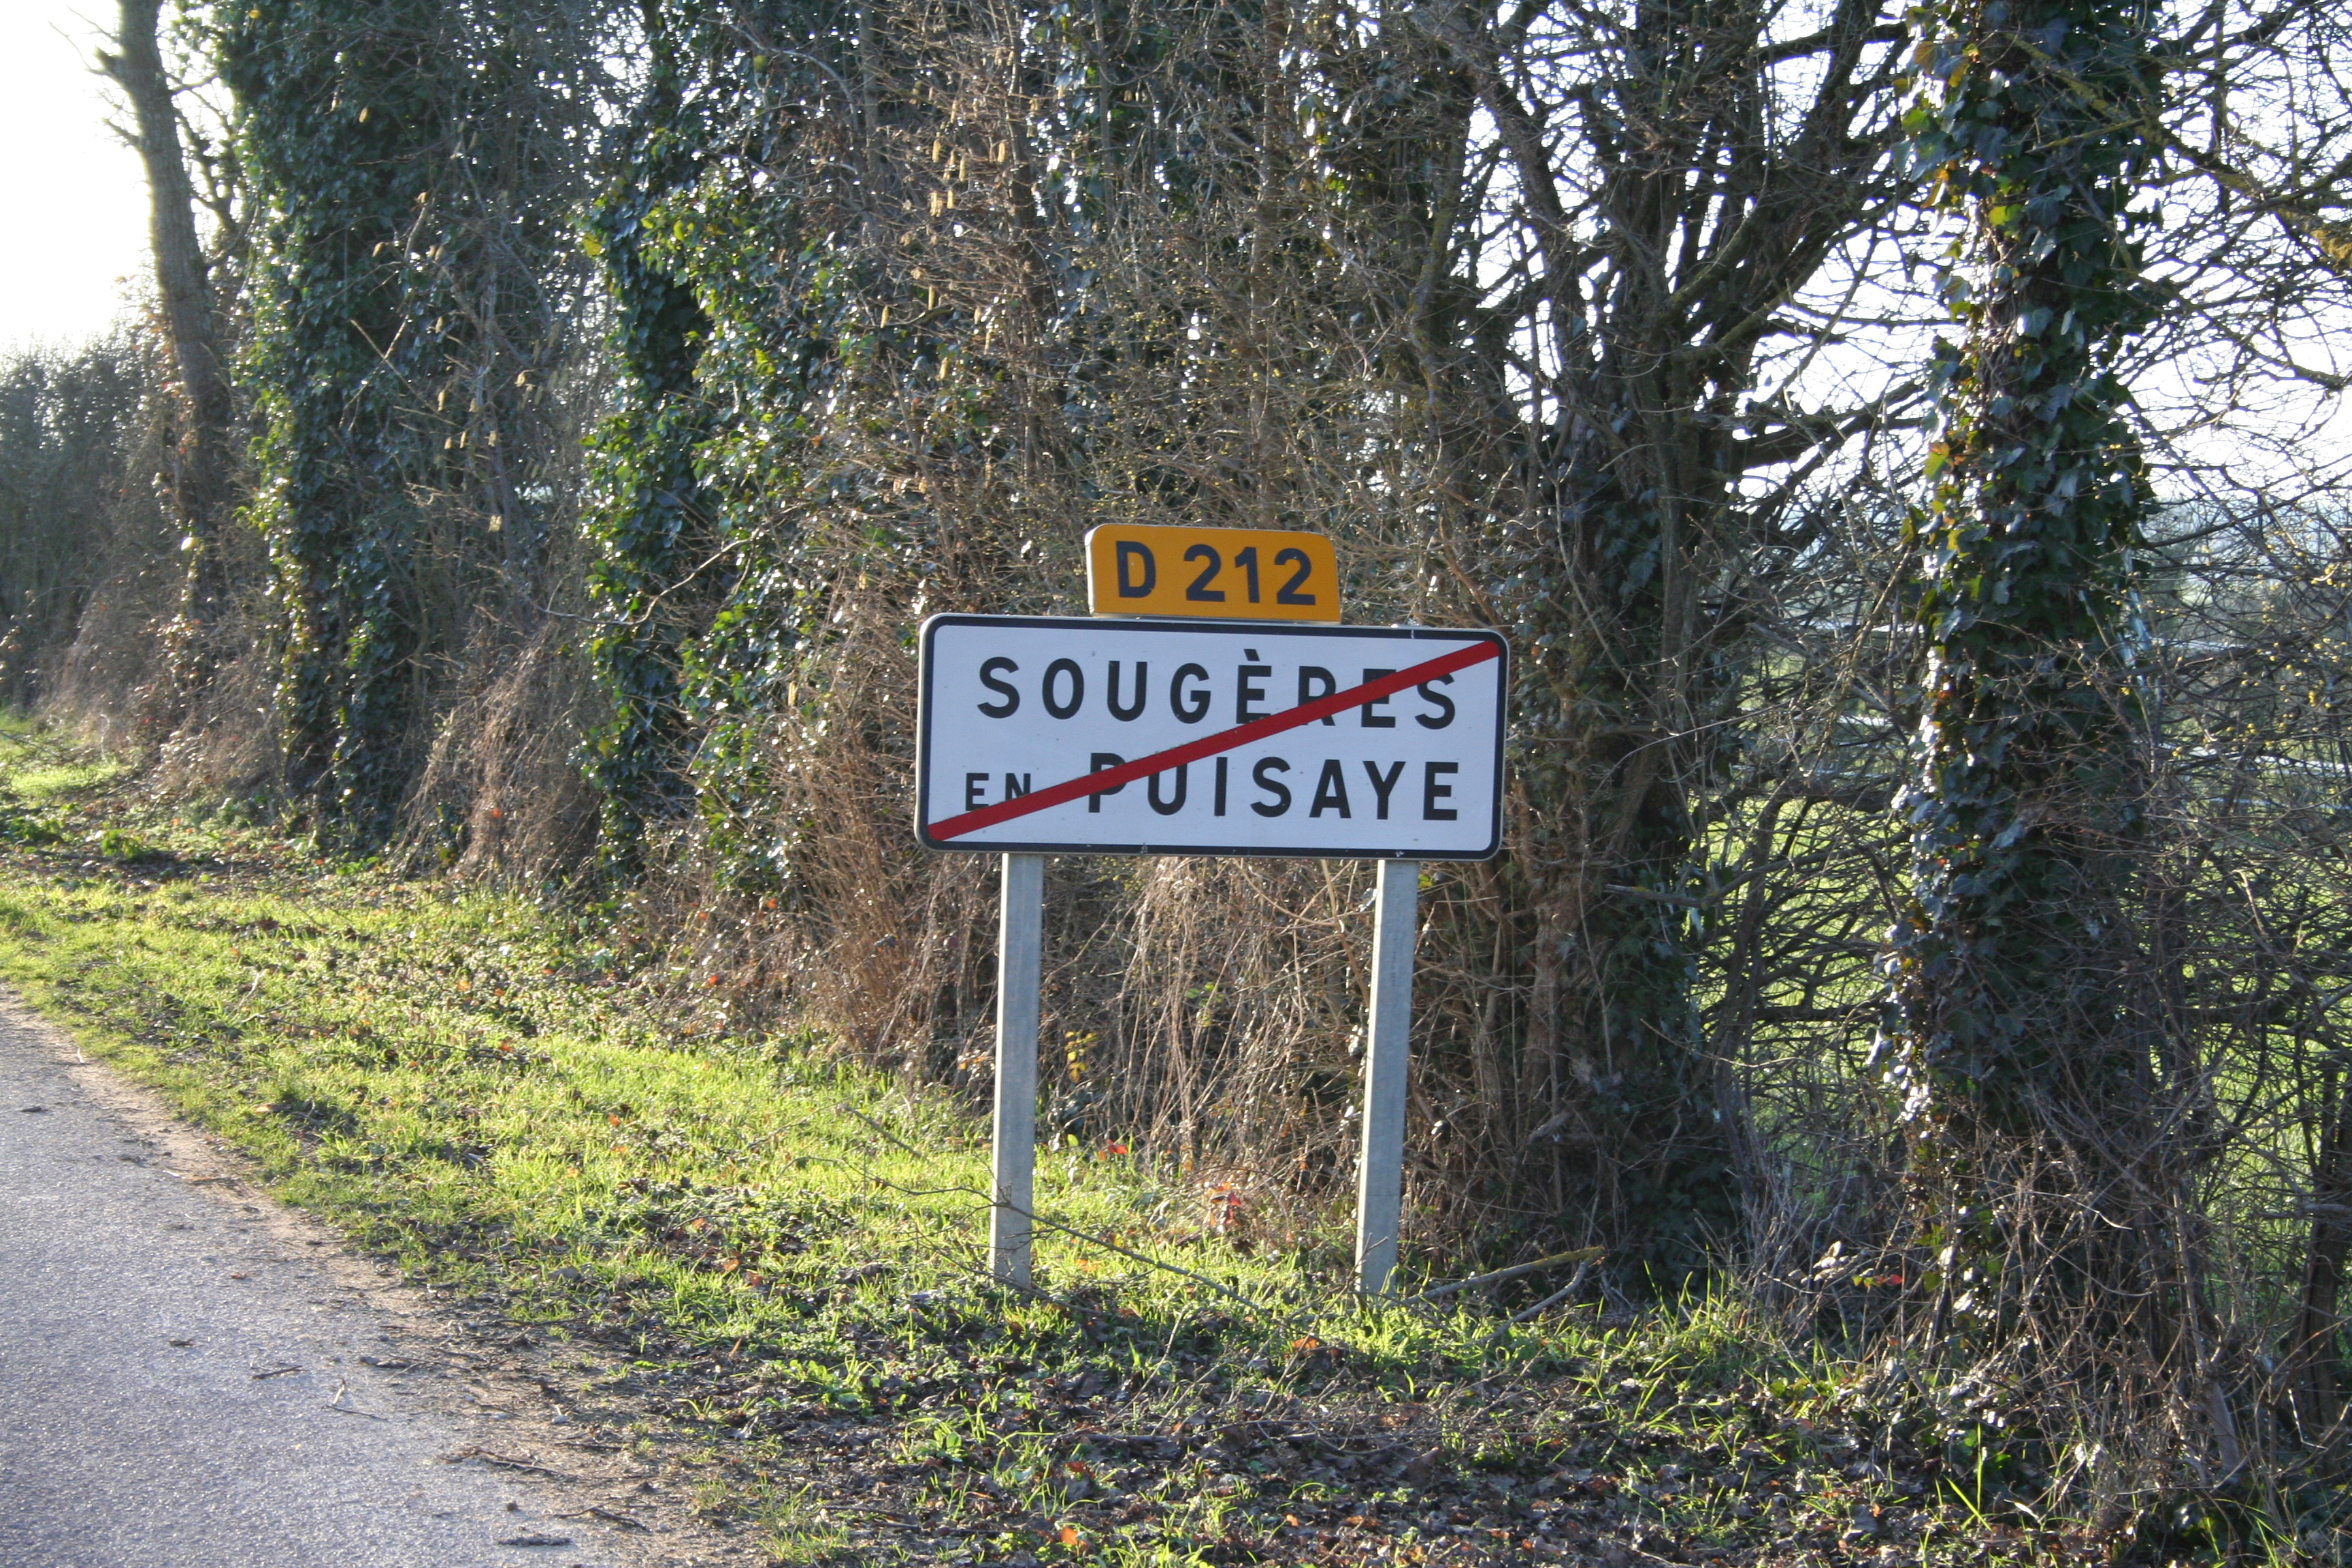 D 212
SOUGÈRES
EN PUISAYE